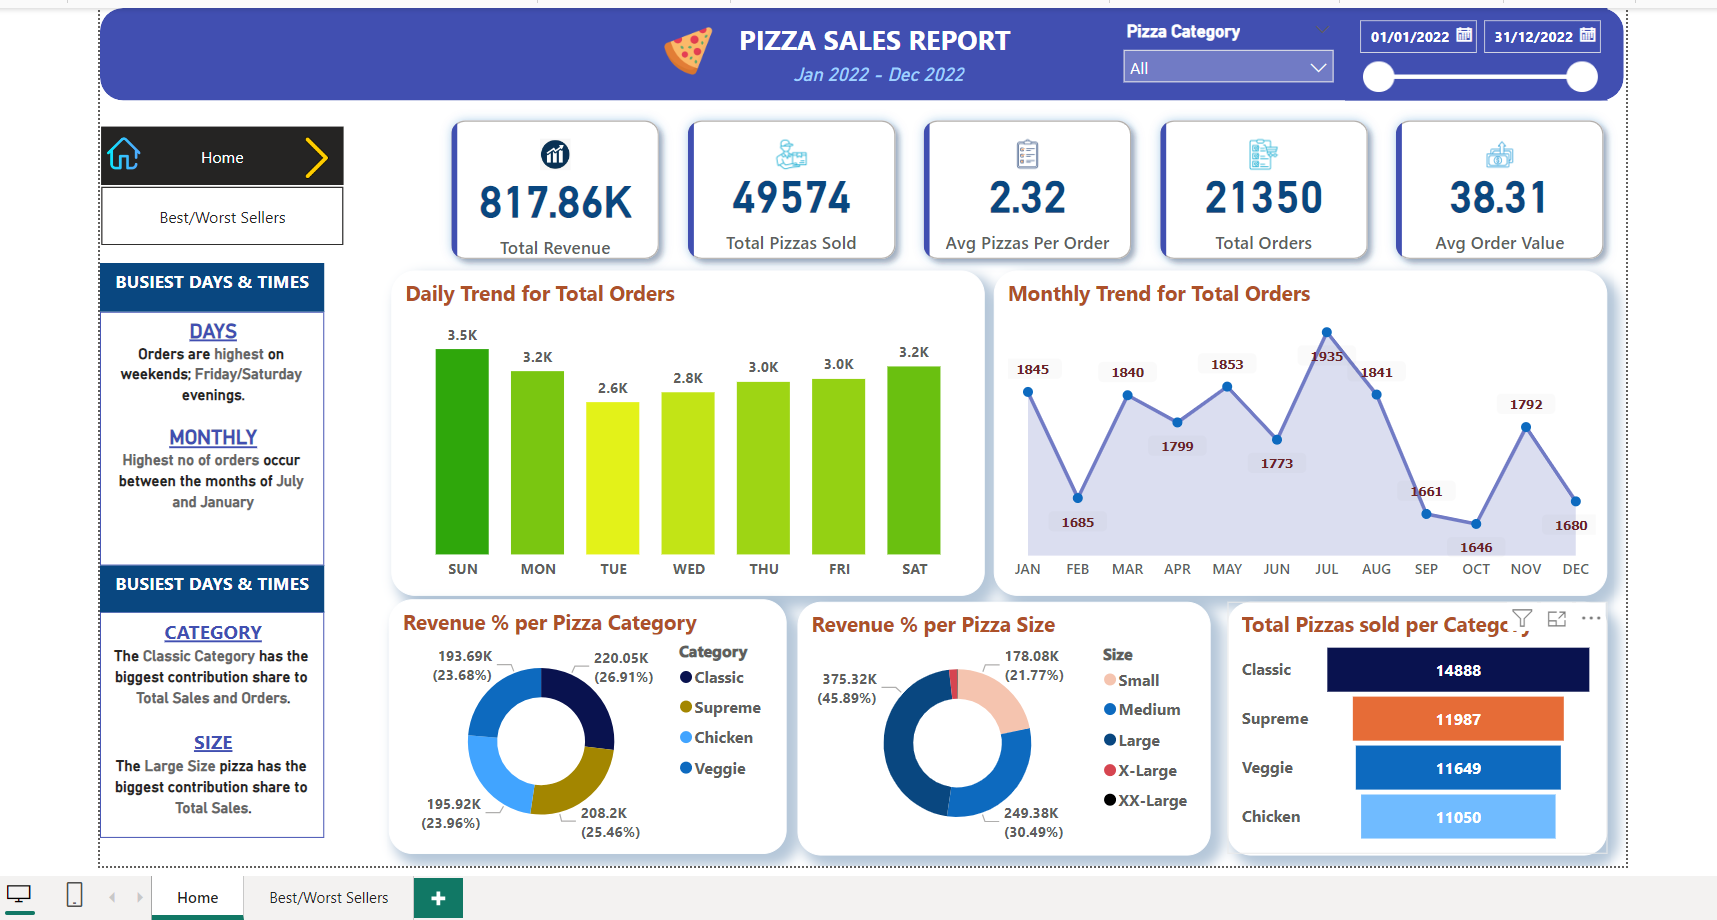 PIZZA SALES REPORT
Jan 2022 - Dec 2022
Pizza Category
All
01/01/2022
31/12/2022
Home
Best/Worst Sellers
817.86K
Total Revenue
49574
Total Pizzas Sold
2.32
Avg Pizzas Per Order
21350
Total Orders
38.31
Avg Order Value
BUSIEST DAYS & TIMES
DAYS
Orders are highest on
weekends; Friday/Saturday
evenings.
MONTHLY
Highest no of orders occur
between the months of July
and January
BUSIEST DAYS & TIMES
CATEGORY
The Classic Category has the
biggest contribution share to
Total Sales and Orders.
SIZE
The Large Size pizza has the
biggest contribution share to
Total Sales.
Daily Trend for Total Orders
3.5K
3.2K
2.6K
2.8K
3.0K
3.0K
3.2K
SUN MON TUE WED THU FRI SAT
Monthly Trend for Total Orders
1845
1685
1840
1799
1853
1773
1935
1841
1661
1646
1792
1680
JAN FEB MAR APR MAY JUN JUL AUG SEP OCT NOV DEC
Revenue % per Pizza Category
193.69K
(23.68%)
220.05K
(26.91%)
195.92K
(23.96%)
208.2K
(25.46%)
Category
Classic
Supreme
Chicken
Veggie
Revenue % per Pizza Size
178.08K
(21.77%)
375.32K
(45.89%)
249.38K
(30.49%)
Size
Small
Medium
Large
X-Large
XX-Large
Total Pizzas sold per Category
Classic 14888
Supreme 11987
Veggie 11649
Chicken 11050
Home
Best/Worst Sellers